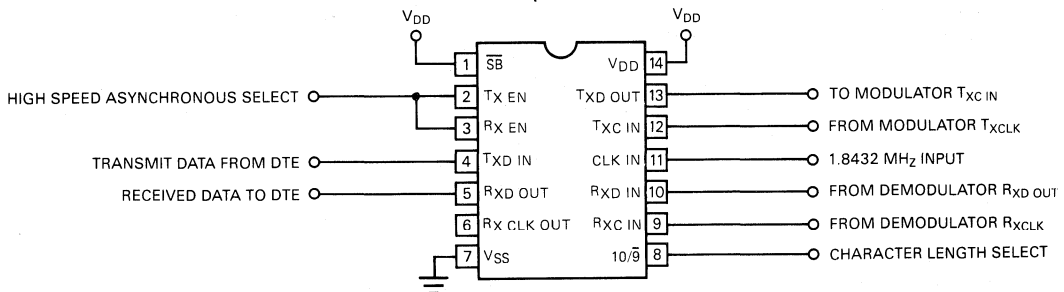 VDD VDD
1 SB VDD 14
HIGH SPEED ASYNCHRONOUS SELECT 2 TX EN TXD OUT 13 TO MODULATOR TXC IN
3 RX EN TXC IN 12 FROM MODULATOR TXCLK
TRANSMIT DATA FROM DTE 4 TXD IN CLK IN 11 1.8432 MHZ INPUT
RECEIVED DATA TO DTE 5 RXD OUT RXD IN 10 FROM DEMODULATOR RXD OUT
6 RX CLK OUT RXC IN 9 FROM DEMODULATOR RXCLK
7 VSS 10/9 8 CHARACTER LENGTH SELECT